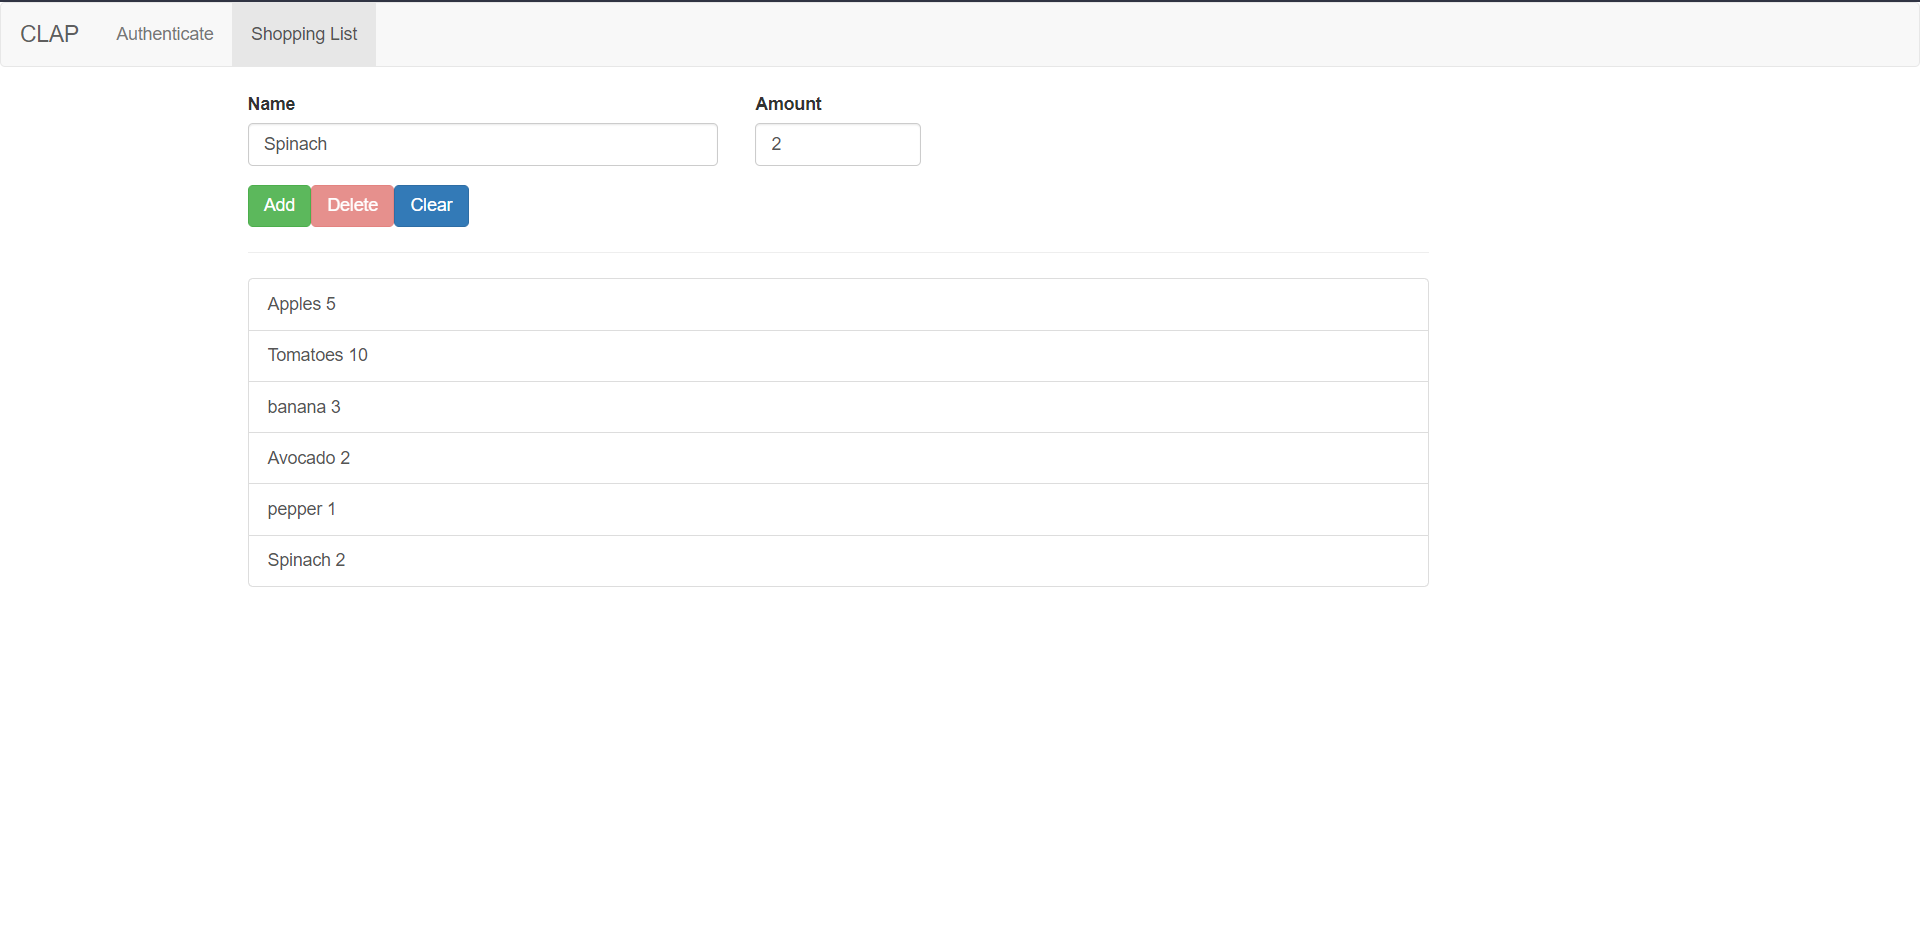 CLAP Authenticate Shopping List
Name Amount
Spinach 2
Add Delete Clear
Apples 5
Tomatoes 10
banana 3
Avocado 2
pepper 1
Spinach 2